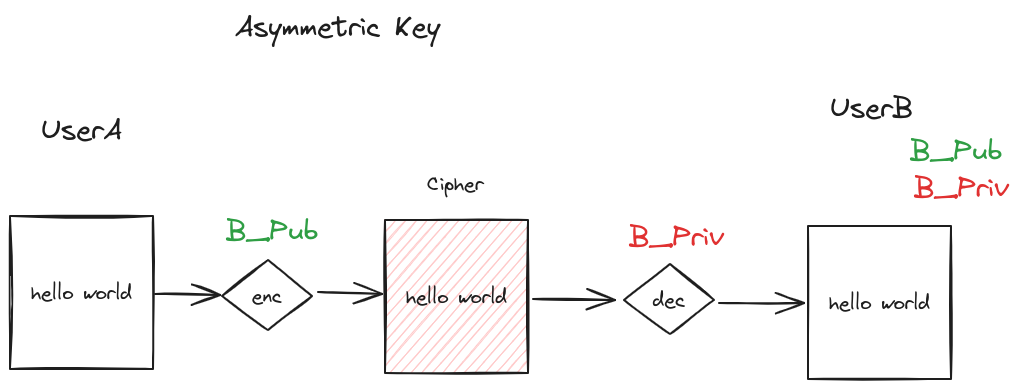 Asymmetric Key
UserA
UserB
B_Pub
B_Priv
Cipher
B_Pub
B_Priv
hello world
enc
hello world
dec
hello world